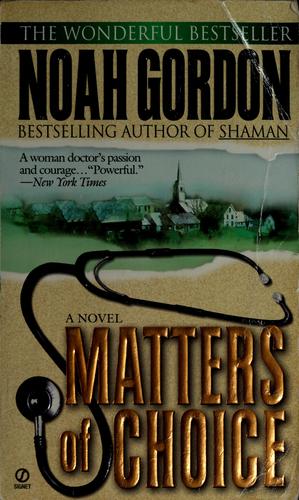 THE WONDERFUL BESTSELLER
NOAH GORDON
BESTSELLING AUTHOR OF SHAMAN
A woman doctor's passion
and courage..."Powerful."
—New York Times
A NOVEL
MATTERS
of CHOICE
SIGNET